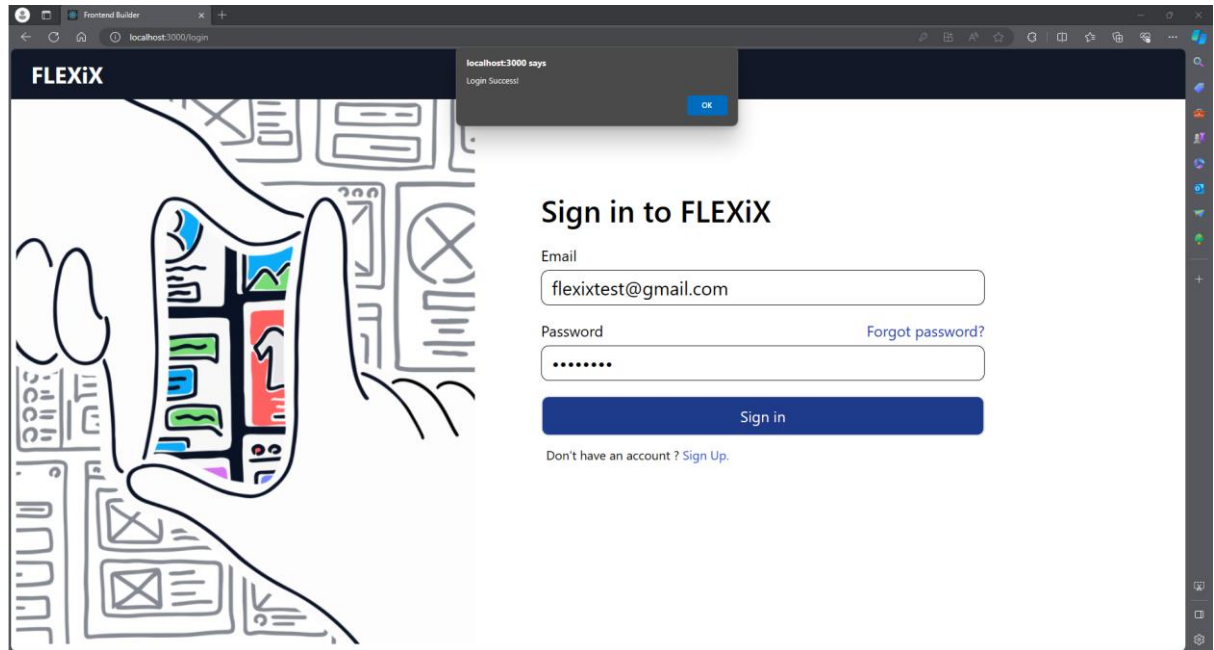 Frontend Builder
localhost:3000/login
FLEXiX
localhost:3000 says
Login Success!
OK
Sign in to FLEXiX
Email
flexixtest@gmail.com
Password
Forgot password?
••••••••
Sign in
Don't have an account ? Sign Up.